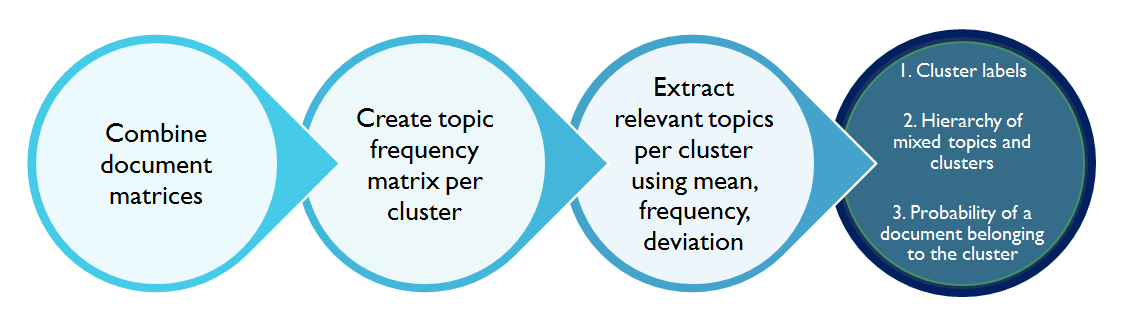 Combine
document
matrices
Create topic
frequency
matrix per
cluster
Extract
relevant topics
per cluster
using mean,
frequency,
deviation
1. Cluster labels
2. Hierarchy of
mixed topics and
clusters
3. Probability of a
document belonging
to the cluster